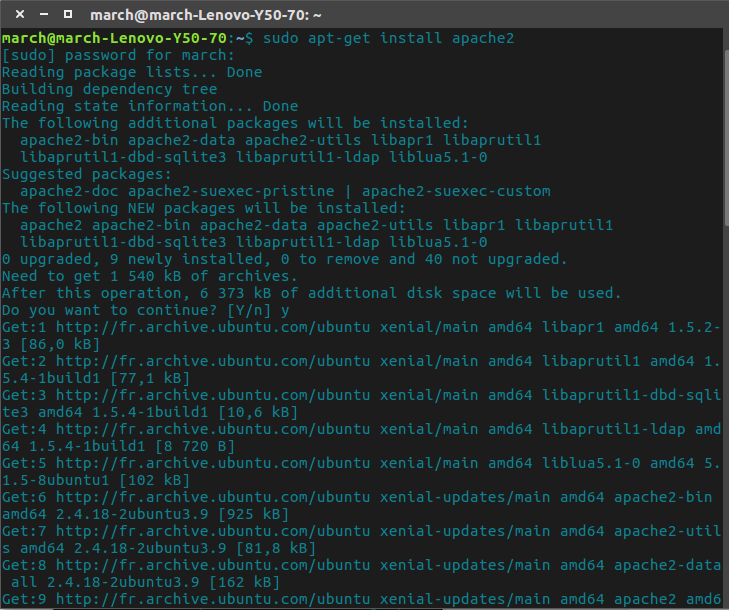 march@march-Lenovo-Y50-70: ~
march@march-Lenovo-Y50-70:~$ sudo apt-get install apache2
[sudo] password for march:
Reading package lists... Done
Building dependency tree
Reading state information... Done
The following additional packages will be installed:
  apache2-bin apache2-data apache2-utils libapr1 libaprutil1
  libaprutil1-dbd-sqlite3 libaprutil1-ldap liblua5.1-0
Suggested packages:
  apache2-doc apache2-suexec-pristine | apache2-suexec-custom
The following NEW packages will be installed:
  apache2 apache2-bin apache2-data apache2-utils libapr1 libaprutil1
  libaprutil1-dbd-sqlite3 libaprutil1-ldap liblua5.1-0
0 upgraded, 9 newly installed, 0 to remove and 40 not upgraded.
Need to get 1 540 kB of archives.
After this operation, 6 373 kB of additional disk space will be used.
Do you want to continue? [Y/n] y
Get:1 http://fr.archive.ubuntu.com/ubuntu xenial/main amd64 libapr1 amd64 1.5.2-
3 [86,0 kB]
Get:2 http://fr.archive.ubuntu.com/ubuntu xenial/main amd64 libaprutil1 amd64 1.
5.4-1build1 [77,1 kB]
Get:3 http://fr.archive.ubuntu.com/ubuntu xenial/main amd64 libaprutil1-dbd-sqli
te3 amd64 1.5.4-1build1 [10,6 kB]
Get:4 http://fr.archive.ubuntu.com/ubuntu xenial/main amd64 libaprutil1-ldap amd
64 1.5.4-1build1 [8 720 B]
Get:5 http://fr.archive.ubuntu.com/ubuntu xenial/main amd64 liblua5.1-0 amd64 5.
1.5-8ubuntu1 [102 kB]
Get:6 http://fr.archive.ubuntu.com/ubuntu xenial-updates/main amd64 apache2-bin
amd64 2.4.18-2ubuntu3.9 [925 kB]
Get:7 http://fr.archive.ubuntu.com/ubuntu xenial-updates/main amd64 apache2-util
s amd64 2.4.18-2ubuntu3.9 [81,8 kB]
Get:8 http://fr.archive.ubuntu.com/ubuntu xenial-updates/main amd64 apache2-data
 all 2.4.18-2ubuntu3.9 [162 kB]
Get:9 http://fr.archive.ubuntu.com/ubuntu xenial-updates/main amd64 apache2 amd6